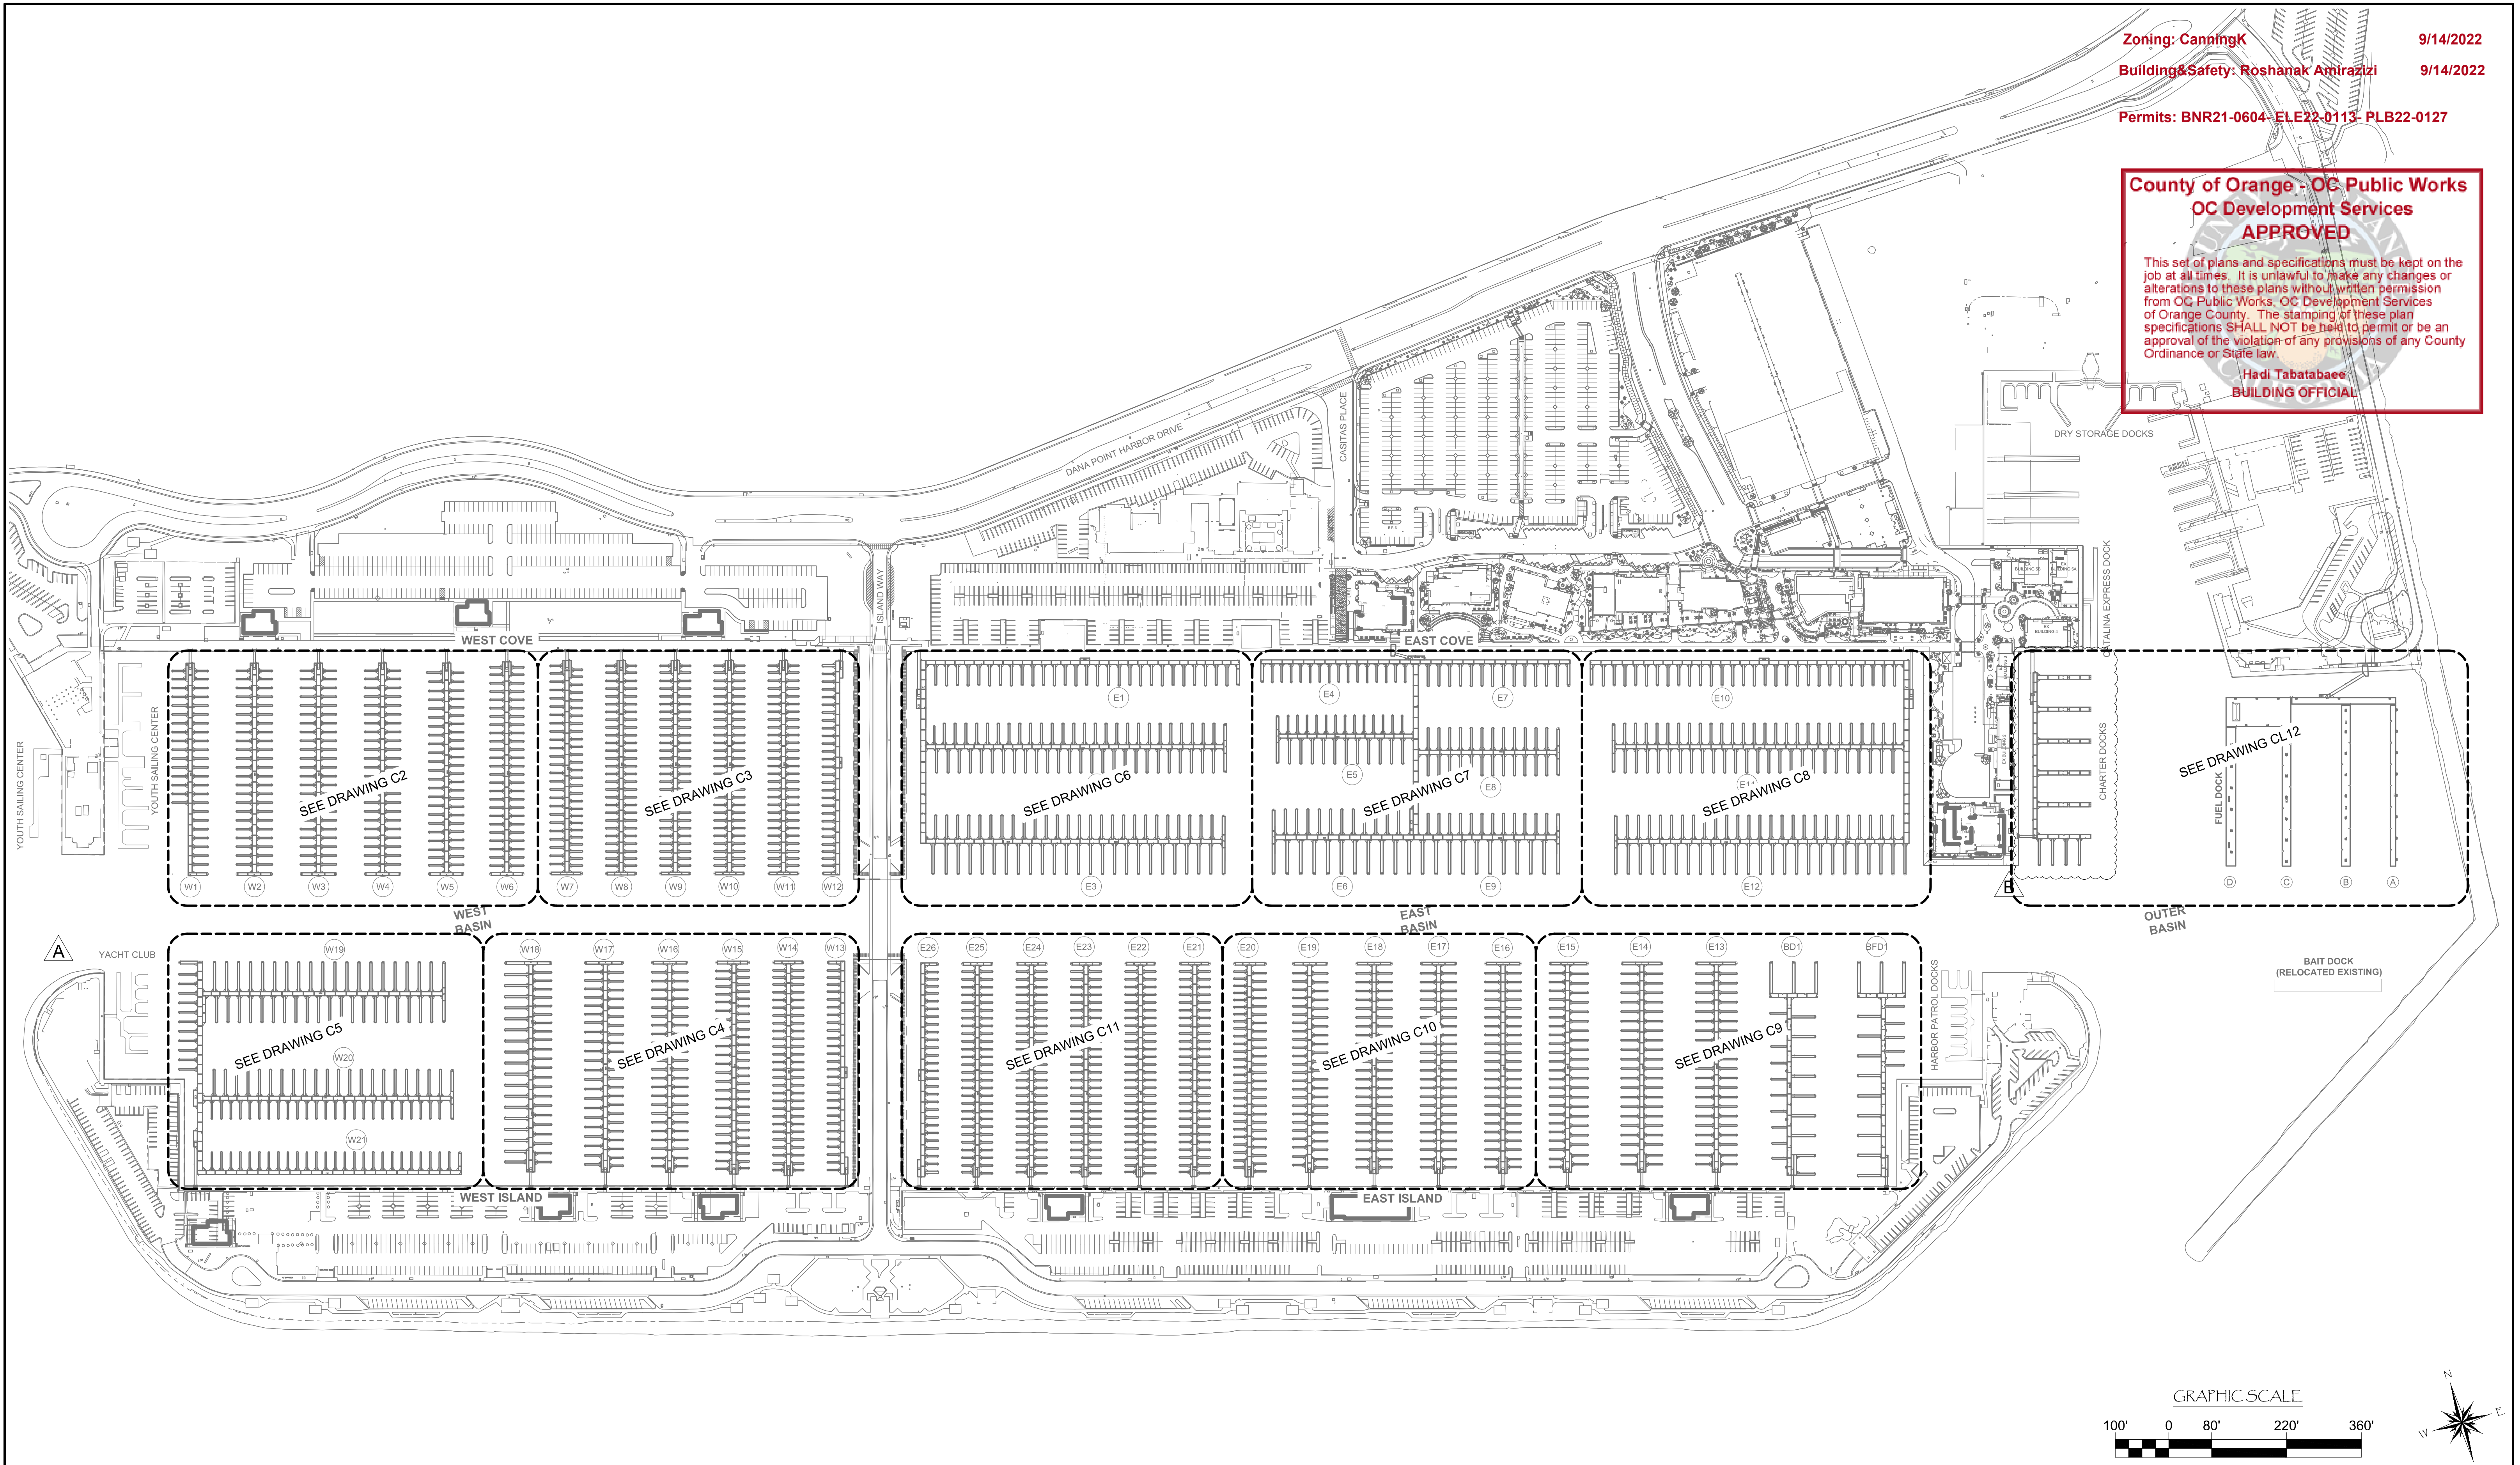 Zoning: CanningK 9/14/2022
Building&Safety: Roshanak Amirazizi 9/14/2022
Permits: BNR21-0604- ELE22-0113- PLB22-0127
County of Orange - OC Public Works
OC Development Services
APPROVED
This set of plans and specifications must be kept on the
job at all times. It is unlawful to make any changes or
alterations to these plans without written permission
from OC Public Works, OC Development Services
of Orange County. The stamping of these plan
specifications SHALL NOT be held to permit or be an
approval of the violation of any provisions of any County
Ordinance or State law.
Hadi Tabatabaee
BUILDING OFFICIAL
DRY STORAGE DOCKS
DANA POINT HARBOR DRIVE
CASITAS PLACE
ISLAND WAY
CATALINA EXPRESS DOCK
EX
BUILDING 4
WEST COVE
EAST COVE
YOUTH SAILING CENTER
YOUTH SAILING CENTER
SEE DRAWING C2
SEE DRAWING C3
SEE DRAWING C6
SEE DRAWING C7
SEE DRAWING C8
SEE DRAWING CL12
E1
E4
E7
E10
E5
E8
CHARTER DOCKS
FUEL DOCK
W1 W2 W3 W4 W5 W6 W7 W8 W9 W10 W11 W12
E3 E6 E9 E12
D C B A
B
WEST
BASIN
EAST
BASIN
OUTER
BASIN
A
YACHT CLUB
W19 W18 W17 W16 W15 W14 W13
E26 E25 E24 E23 E22 E21 E20 E19 E18 E17 E16 E15 E14 E13 BD1 BFD1
HARBOR PATROL DOCKS
BAIT DOCK
(RELOCATED EXISTING)
SEE DRAWING C5
SEE DRAWING C4
SEE DRAWING C11
SEE DRAWING C10
SEE DRAWING C9
W20
W21
WEST ISLAND
EAST ISLAND
GRAPHIC SCALE
100' 0 80' 220' 360'
N
E
W